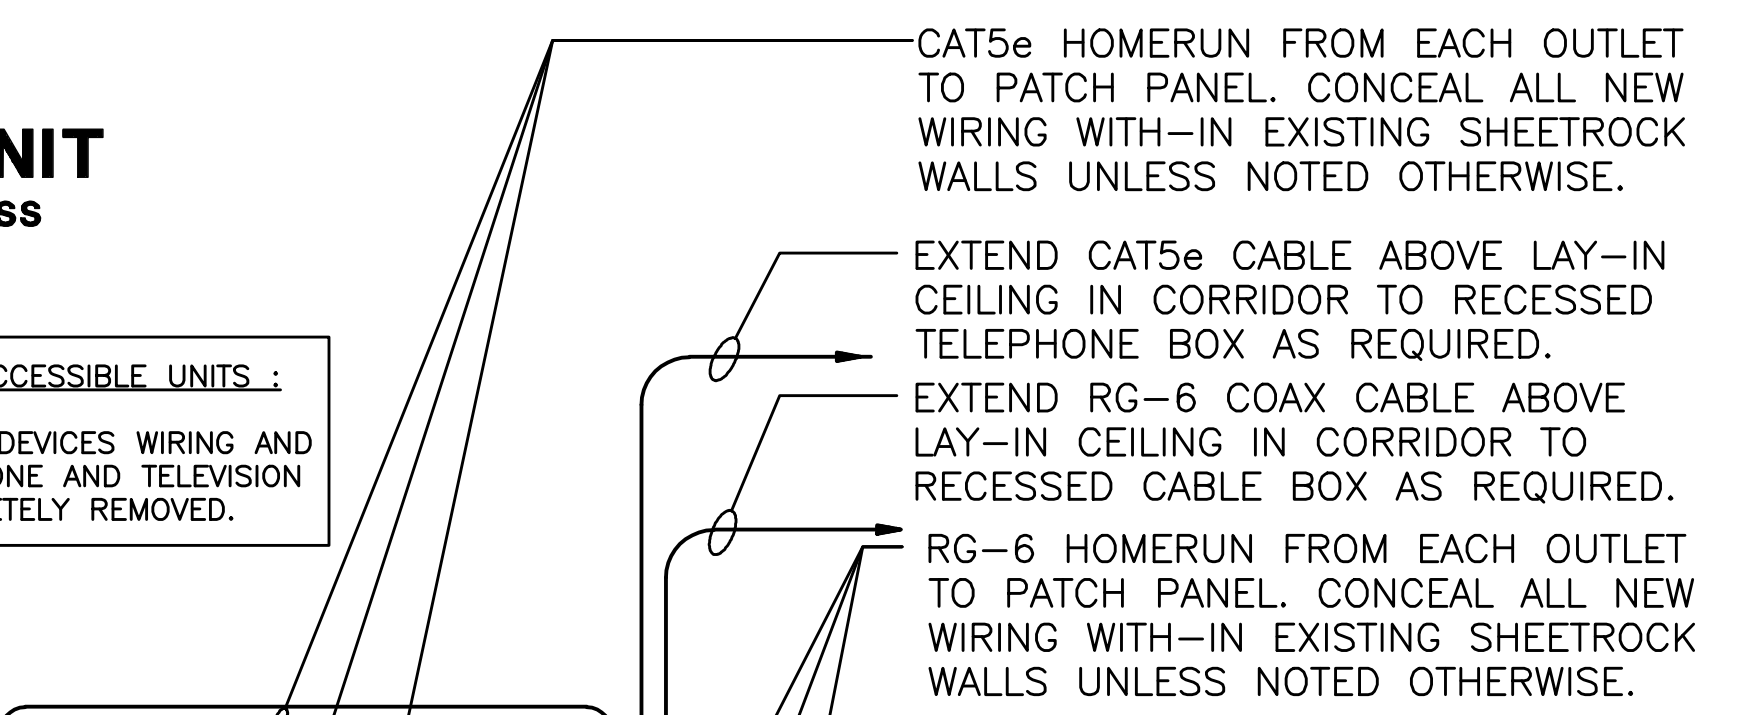 NIT
ss
CCESSIBLE UNITS :
DEVICES WIRING AND
ONE AND TELEVISION
ETELY REMOVED.
CAT5e HOMERUN FROM EACH OUTLET
TO PATCH PANEL. CONCEAL ALL NEW
WIRING WITH-IN EXISTING SHEETROCK
WALLS UNLESS NOTED OTHERWISE.
EXTEND CAT5e CABLE ABOVE LAY-IN
CEILING IN CORRIDOR TO RECESSED
TELEPHONE BOX AS REQUIRED.
EXTEND RG-6 COAX CABLE ABOVE
LAY-IN CEILING IN CORRIDOR TO
RECESSED CABLE BOX AS REQUIRED.
RG-6 HOMERUN FROM EACH OUTLET
TO PATCH PANEL. CONCEAL ALL NEW
WIRING WITH-IN EXISTING SHEETROCK
WALLS UNLESS NOTED OTHERWISE.